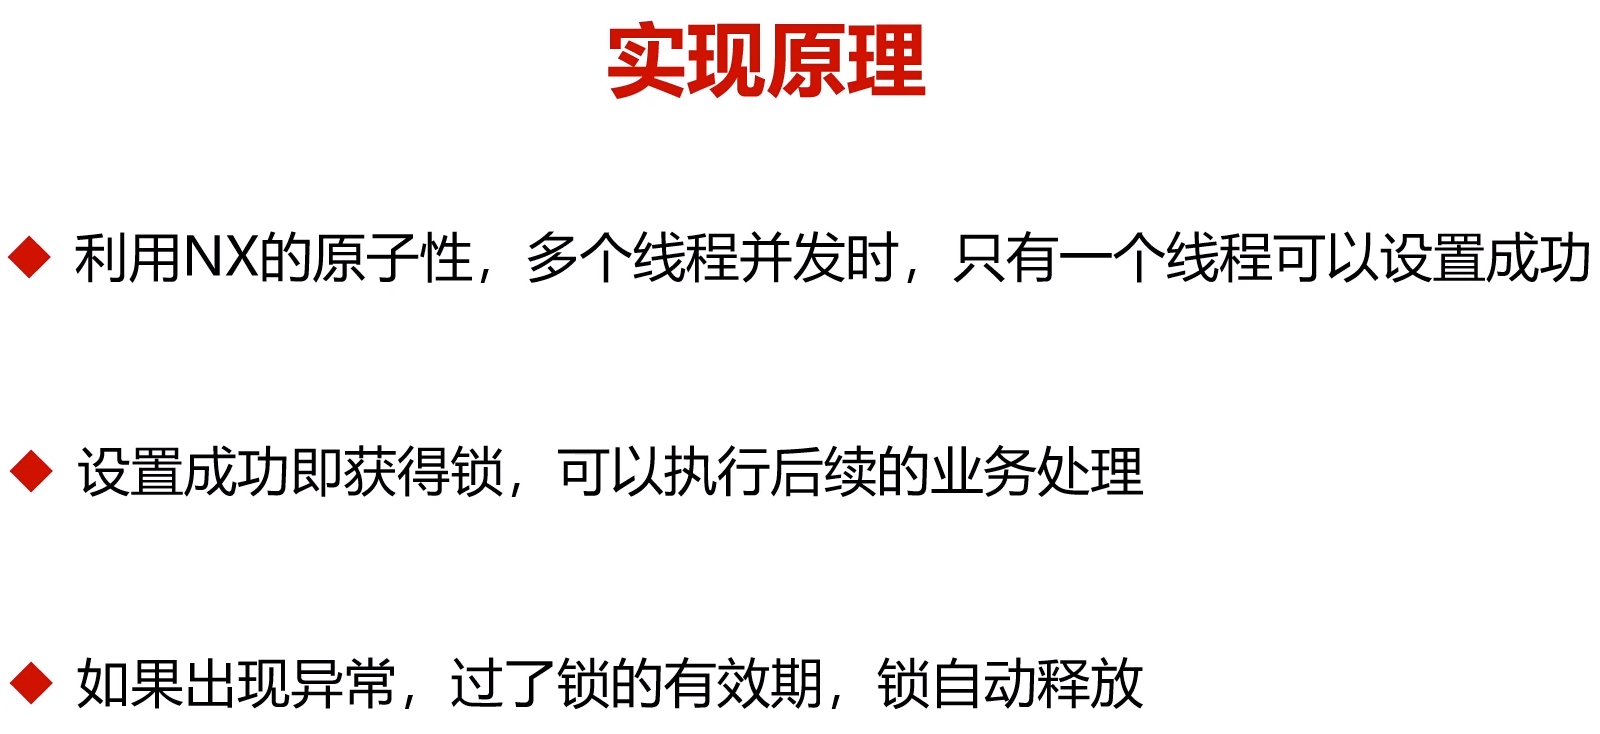 实现原理
利用NX的原子性，多个线程并发时，只有一个线程可以设置成功
设置成功即获得锁，可以执行后续的业务处理
如果出现异常，过了锁的有效期，锁自动释放